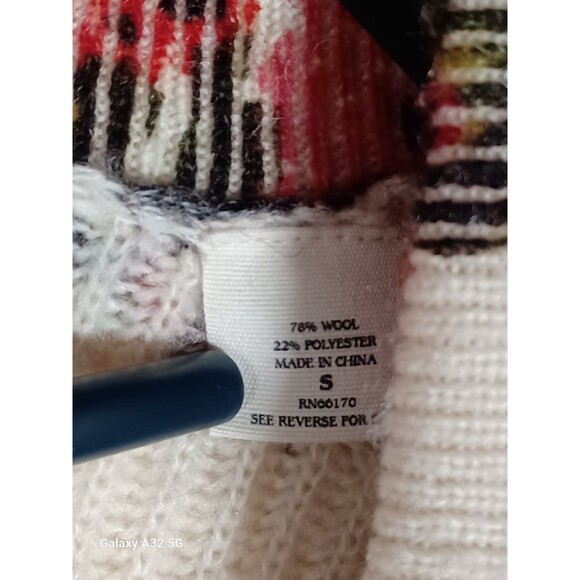 78% WOOL
22% POLYESTER
MADE IN CHINA
S
RN66170
SEE REVERSE FOR
Galaxy A32 5G